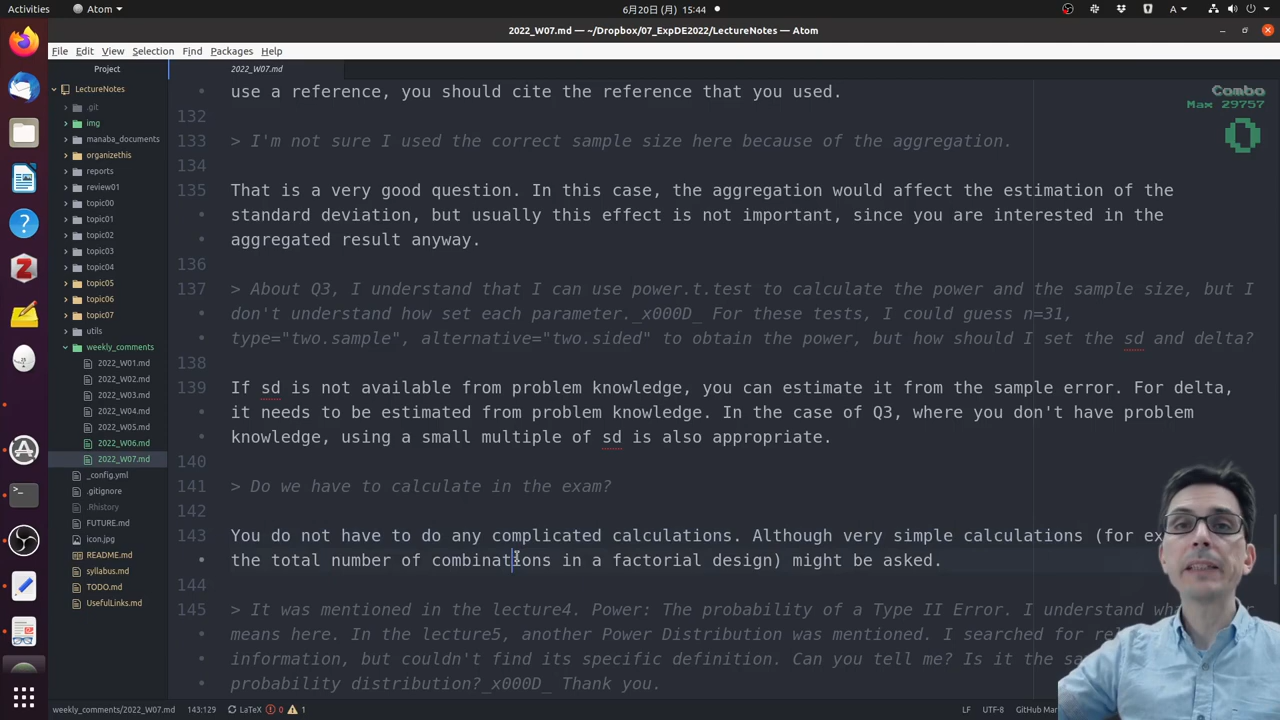 Activities
Atom
6月20日 (月) 15:44
A
2022_W07.md — ~/Dropbox/07_ExpDE2022/LectureNotes — Atom
File Edit View Selection Find Packages Help
Project
2022_W07.md
LectureNotes
.git
img
manaba_documents
organizethis
reports
review01
topic00
topic01
topic02
topic03
topic04
topic05
topic06
topic07
utils
weekly_comments
2022_W01.md
2022_W02.md
2022_W03.md
2022_W04.md
2022_W05.md
2022_W06.md
2022_W07.md
_config.yml
.gitignore
.Rhistory
FUTURE.md
icon.jpg
README.md
syllabus.md
TODO.md
UsefulLinks.md
Combo
Max 29757
0
use a reference, you should cite the reference that you used.
132
133 > I'm not sure I used the correct sample size here because of the aggregation.
134
135 That is a very good question. In this case, the aggregation would affect the estimation of the
standard deviation, but usually this effect is not important, since you are interested in the
aggregated result anyway.
136
137 > About Q3, I understand that I can use power.t.test to calculate the power and the sample size, but I
don't understand how set each parameter._x000D_ For these tests, I could guess n=31,
type="two.sample", alternative="two.sided" to obtain the power, but how should I set the sd and delta?
138
139 If sd is not available from problem knowledge, you can estimate it from the sample error. For delta,
it needs to be estimated from problem knowledge. In the case of Q3, where you don't have problem
knowledge, using a small multiple of sd is also appropriate.
140
141 > Do we have to calculate in the exam?
142
143 You do not have to do any complicated calculations. Although very simple calculations (for ex
the total number of combinations in a factorial design) might be asked.
144
145 > It was mentioned in the lecture4. Power: The probability of a Type II Error. I understand wh
means here. In the lecture5, another Power Distribution was mentioned. I searched for rel
information, but couldn't find its specific definition. Can you tell me? Is it the sa
probability distribution?_x000D_ Thank you.
weekly_comments/2022_W07.md 143:129 LaTeX 0 1
LF UTF-8 GitHub Mar